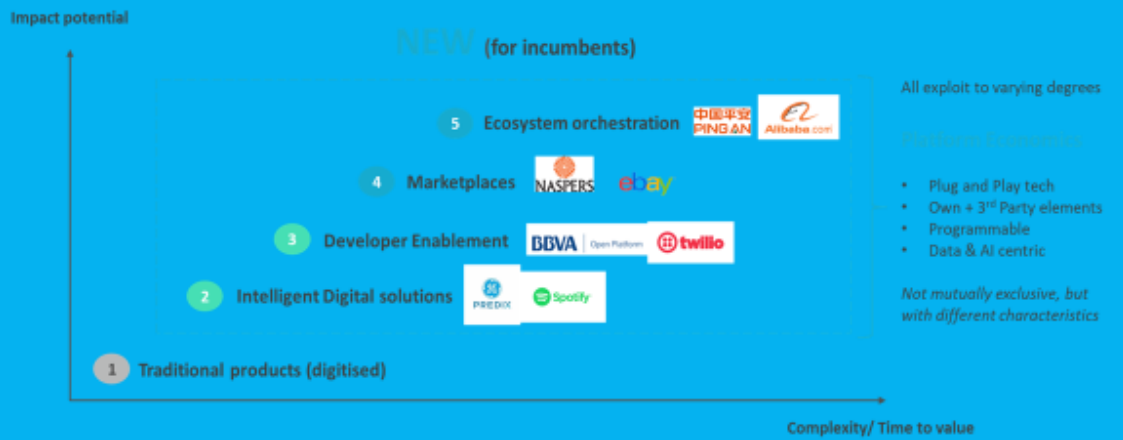 Impact potential
NEW (for incumbents)
All exploit to varying degrees
5 Ecosystem orchestration
中国平安
PING AN
Alibaba.com
4 Marketplaces
NASPERS
ebay
• Plug and Play tech
• Own + 3rd Party elements
• Programmable
• Data & AI centric
3 Developer Enablement
BBVA Open Platform
twilio
2 Intelligent Digital solutions
PREDIX
Spotify
Not mutually exclusive, but
with different characteristics
1 Traditional products (digitised)
Complexity/ Time to value